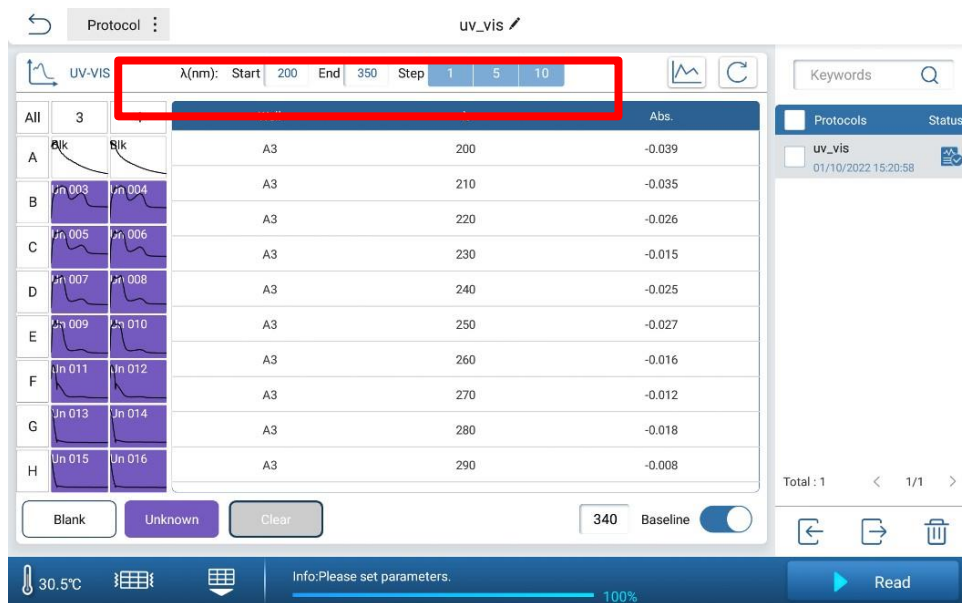 Protocol
uv_vis
UV-VIS λ(nm): Start 200 End 350 Step 1 5 10
Keywords
All 3
Abs.
Protocols Status
A Blk Blk
A3 200 -0.039
uv_vis
01/10/2022 15:20:58
B Un 003 Un 004
A3 210 -0.035
A3 220 -0.026
C Un 005 Un 006
A3 230 -0.015
D Un 007 Un 008
A3 240 -0.025
E Un 009 Un 010
A3 250 -0.027
A3 260 -0.016
F Un 011 Un 012
A3 270 -0.012
G Un 013 Un 014
A3 280 -0.018
H Un 015 Un 016
A3 290 -0.008
Total : 1 < 1/1 >
Blank Unknown Clear 340 Baseline
30.5℃
Info:Please set parameters.
100%
Read